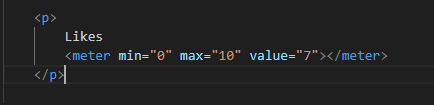 <p>
Likes
<meter min="0" max="10" value="7"></meter>
</p>